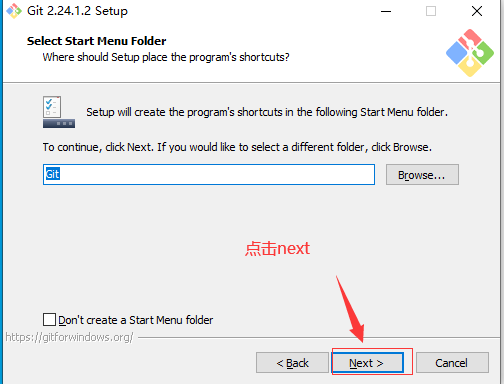 Git 2.24.1.2 Setup
Select Start Menu Folder
Where should Setup place the program's shortcuts?
Setup will create the program's shortcuts in the following Start Menu folder.
To continue, click Next. If you would like to select a different folder, click Browse.
Git
Browse...
点击next
Don't create a Start Menu folder
https://gitforwindows.org/
< Back
Next >
Cancel